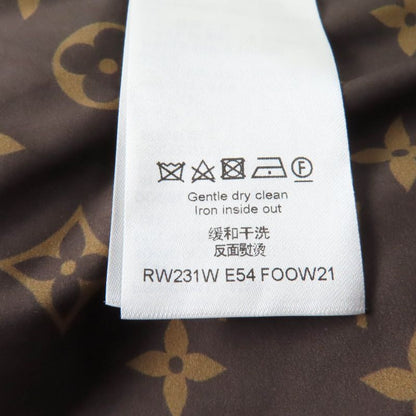 F
Gentle dry clean
Iron inside out
缓和干洗
反面熨烫
RW231W E54 FOOW21